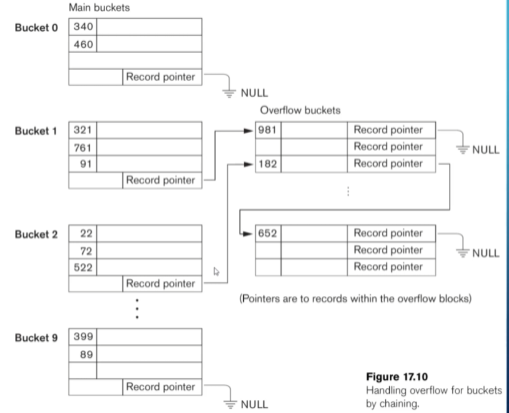 Main buckets
Bucket 0
340
460
Record pointer
NULL
Overflow buckets
Bucket 1
321
761
91
Record pointer
981 Record pointer
Record pointer
182 Record pointer
NULL
Bucket 2
22
72
522
Record pointer
652 Record pointer
Record pointer
Record pointer
NULL
(Pointers are to records within the overflow blocks)
Bucket 9
399
89
Record pointer
NULL
Figure 17.10
Handling overflow for buckets
by chaining.